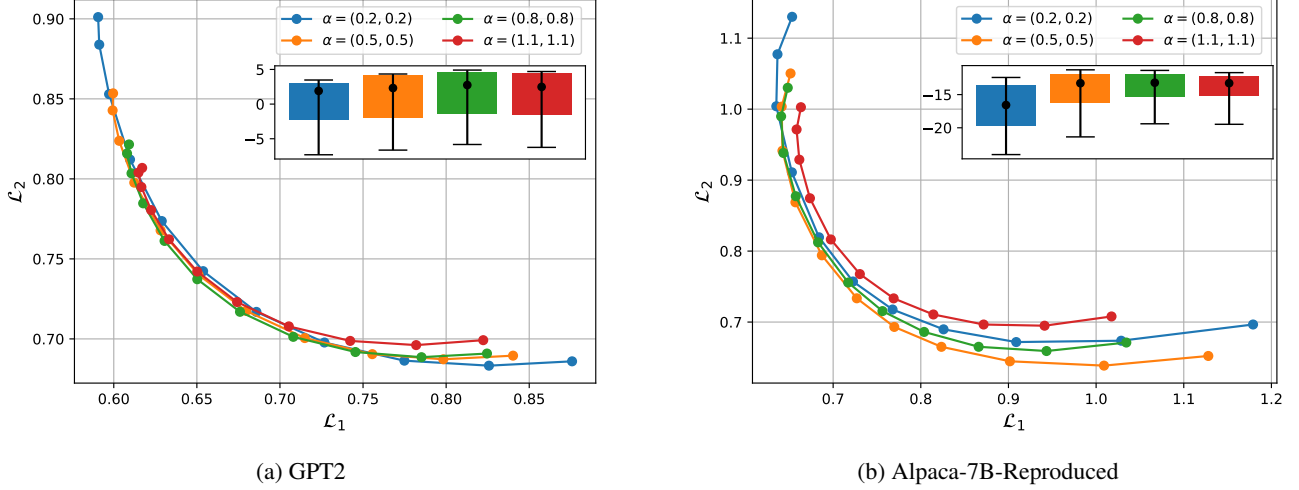 0.90
0.85
0.80
0.75
0.70
0.60
0.65
0.70
0.75
0.80
0.85
ℒ₂
ℒ₁
α = (0.2, 0.2)
α = (0.5, 0.5)
α = (0.8, 0.8)
α = (1.1, 1.1)
5
0
−5
(a) GPT2
1.1
1.0
0.9
0.8
0.7
0.7
0.8
0.9
1.0
1.1
1.2
ℒ₂
ℒ₁
α = (0.2, 0.2)
α = (0.5, 0.5)
α = (0.8, 0.8)
α = (1.1, 1.1)
−15
−20
(b) Alpaca-7B-Reproduced